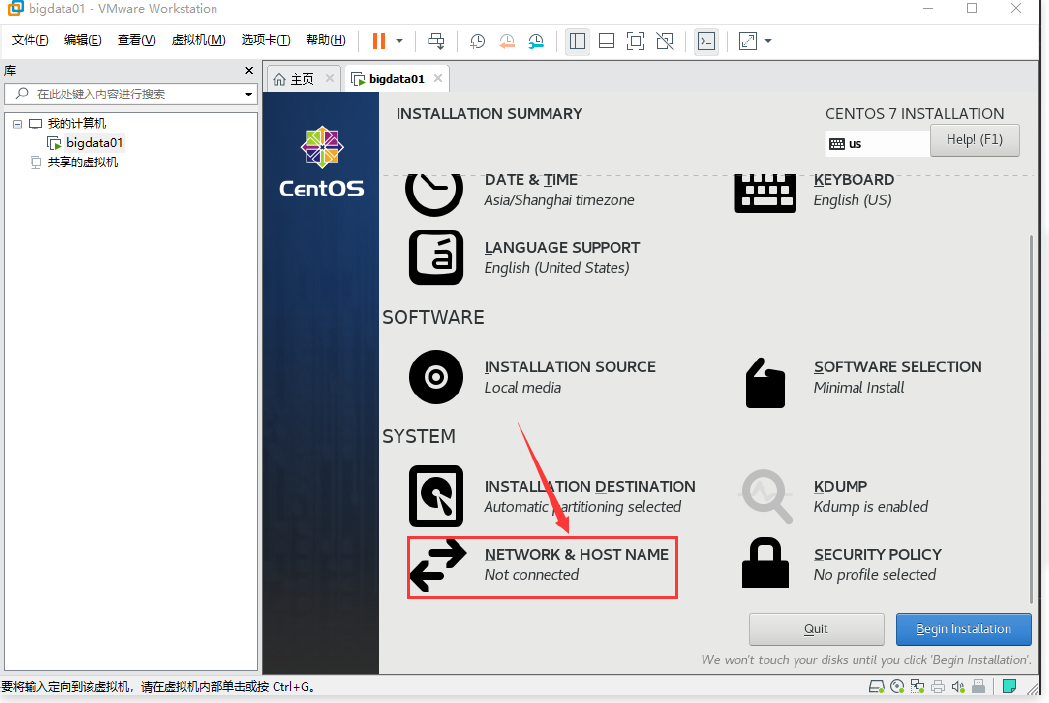 bigdata01 - VMware Workstation
文件(F) 编辑(E) 查看(V) 虚拟机(M) 选项卡(T) 帮助(H)
库
在此处键入内容进行搜索
我的计算机
bigdata01
共享的虚拟机
主页
bigdata01
CentOS
INSTALLATION SUMMARY
CENTOS 7 INSTALLATION
us
Help! (F1)
DATE & TIME
Asia/Shanghai timezone
KEYBOARD
English (US)
LANGUAGE SUPPORT
English (United States)
SOFTWARE
INSTALLATION SOURCE
Local media
SOFTWARE SELECTION
Minimal Install
SYSTEM
INSTALLATION DESTINATION
Automatic partitioning selected
KDUMP
Kdump is enabled
NETWORK & HOST NAME
Not connected
SECURITY POLICY
No profile selected
Quit
Begin Installation
We won't touch your disks until you click 'Begin Installation'.
要将输入定向到该虚拟机，请在虚拟机内部单击或按 Ctrl+G。